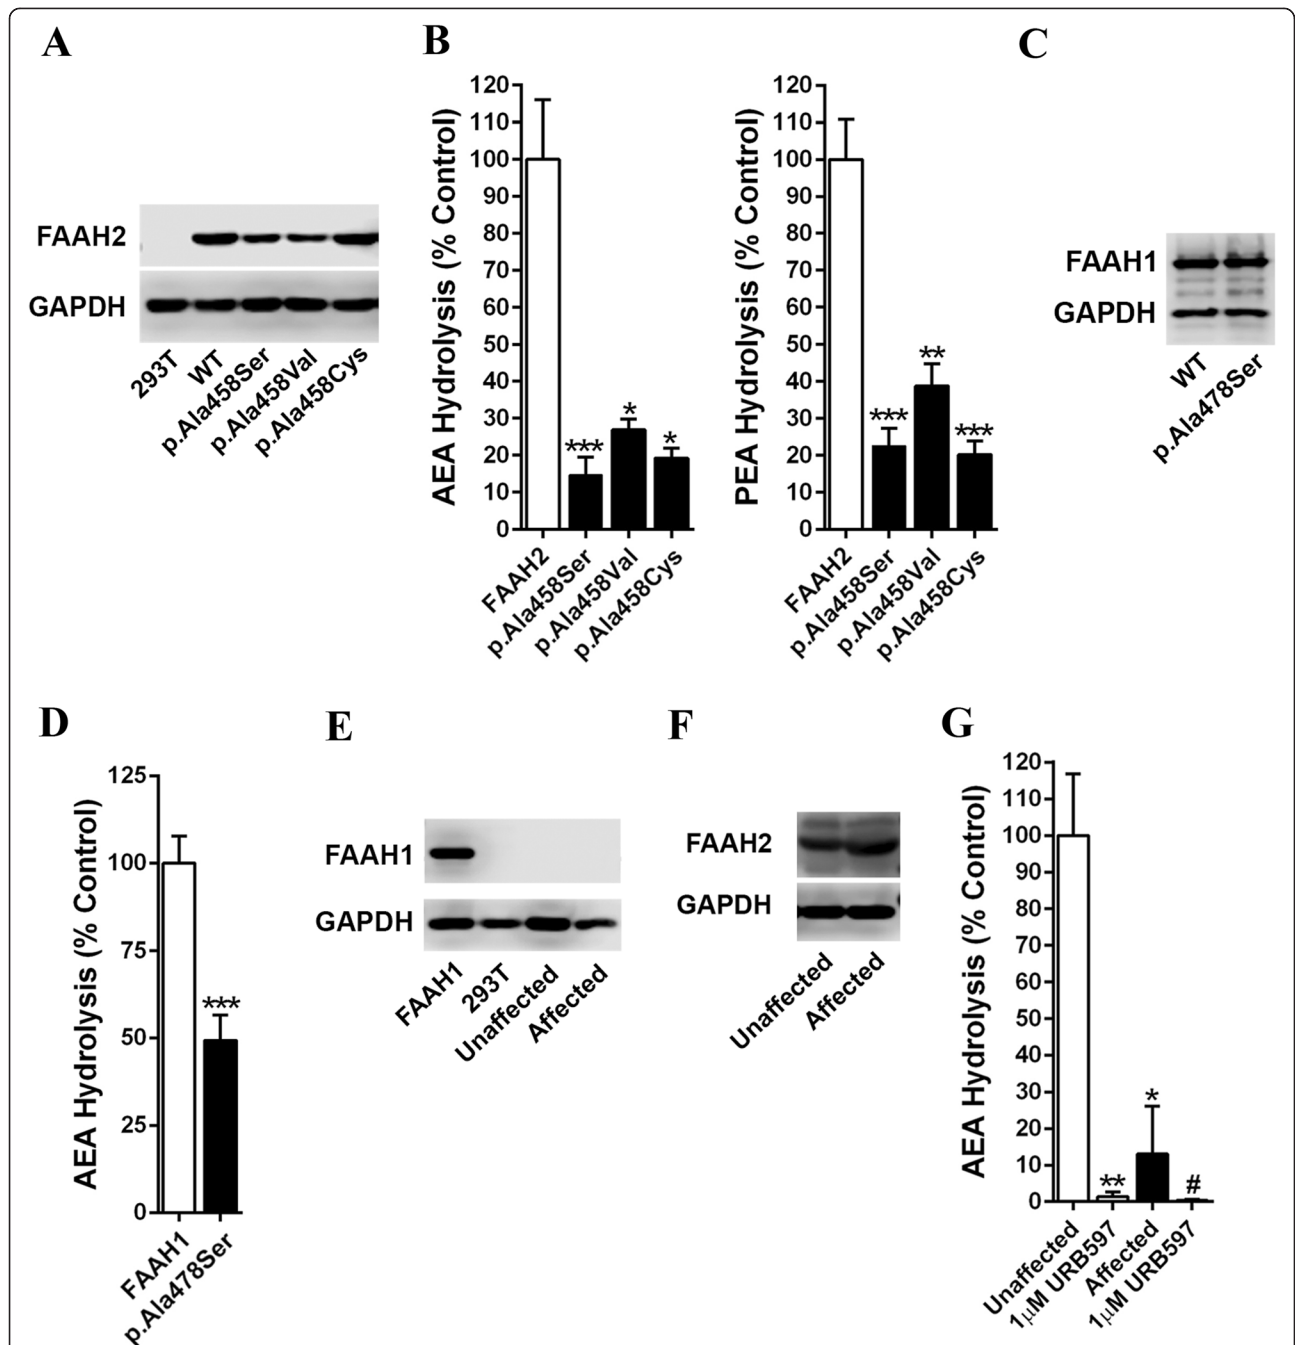 A
FAAH2
GAPDH
293T
WT
p.Ala458Ser
p.Ala458Val
p.Ala458Cys
B
AEA Hydrolysis (% Control)
120
110
100
90
80
70
60
50
40
30
20
10
0
***
*
*
FAAH2
p.Ala458Ser
p.Ala458Val
p.Ala458Cys
PEA Hydrolysis (% Control)
120
110
100
90
80
70
60
50
40
30
20
10
0
***
**
***
FAAH2
p.Ala458Ser
p.Ala458Val
p.Ala458Cys
C
FAAH1
GAPDH
WT
p.Ala478Ser
D
AEA Hydrolysis (% Control)
125
100
75
50
25
0
***
FAAH1
p.Ala478Ser
E
FAAH1
GAPDH
FAAH1
293T
Unaffected
Affected
F
FAAH2
GAPDH
Unaffected
Affected
G
AEA Hydrolysis (% Control)
120
110
100
90
80
70
60
50
40
30
20
10
0
**
*
#
Unaffected
1µM URB597
Affected
1µM URB597